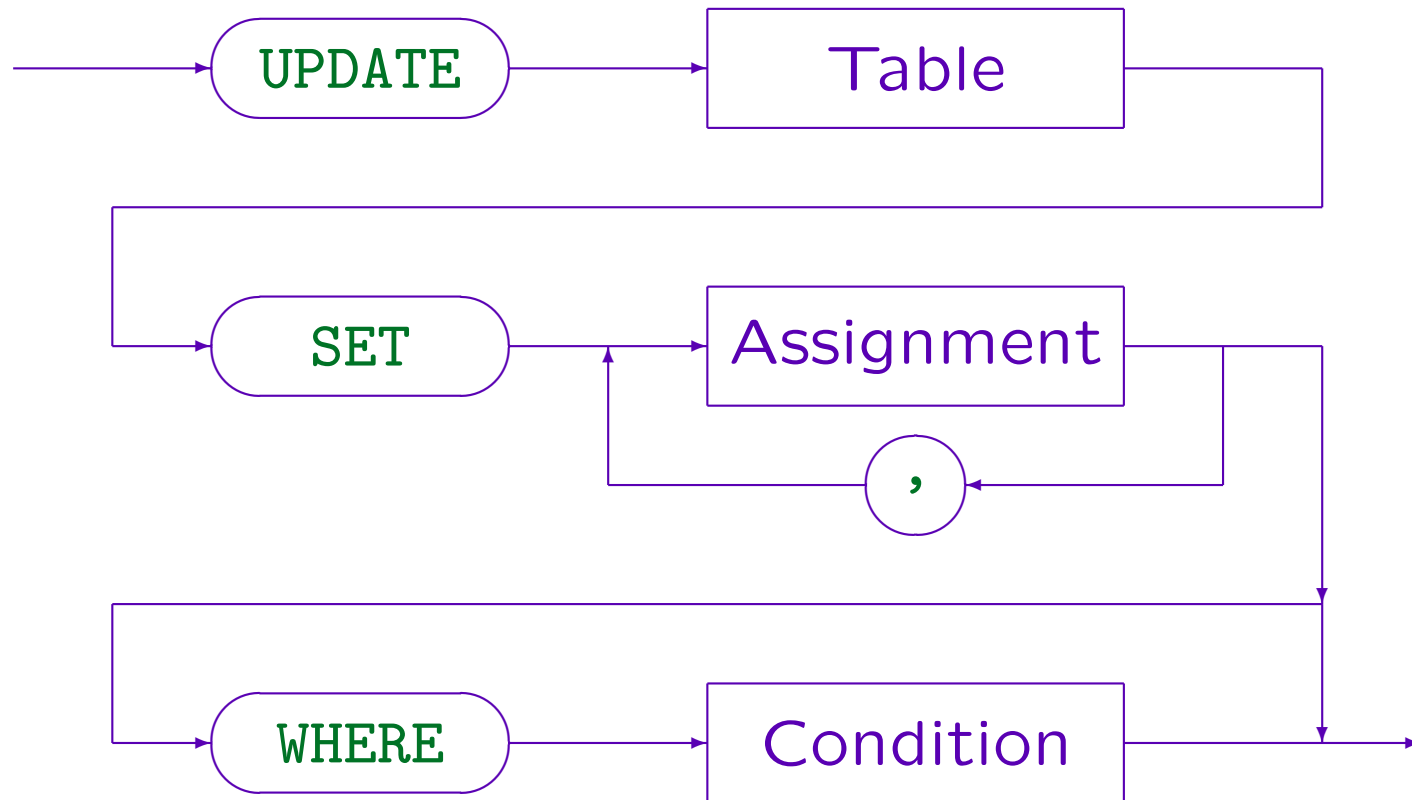 UPDATE Table
SET Assignment
,
WHERE Condition